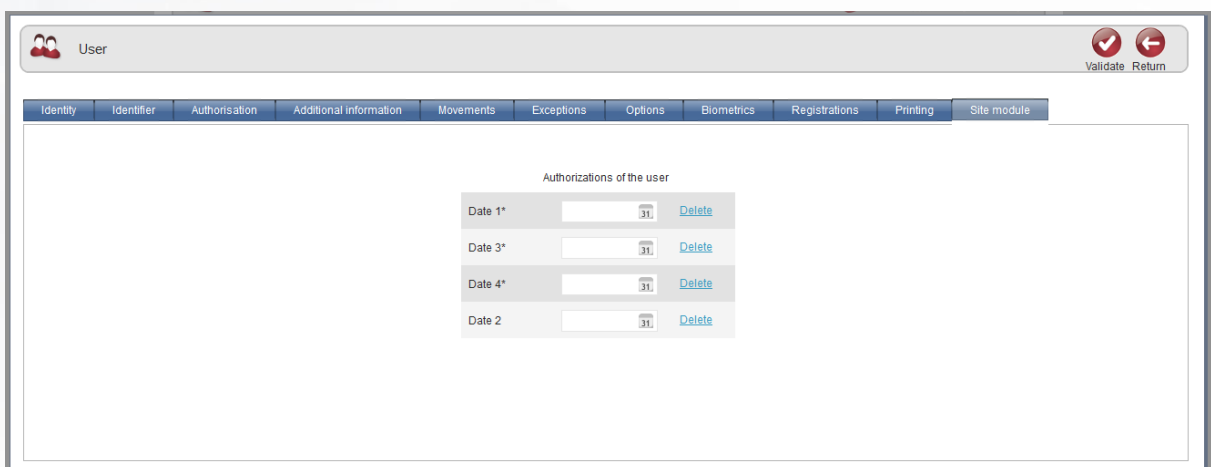 User
Validate Return
Identity Identifier Authorisation Additional information Movements Exceptions Options Biometrics Registrations Printing Site module
Authorizations of the user
Date 1* 31 Delete
Date 3* 31 Delete
Date 4* 31 Delete
Date 2 31 Delete